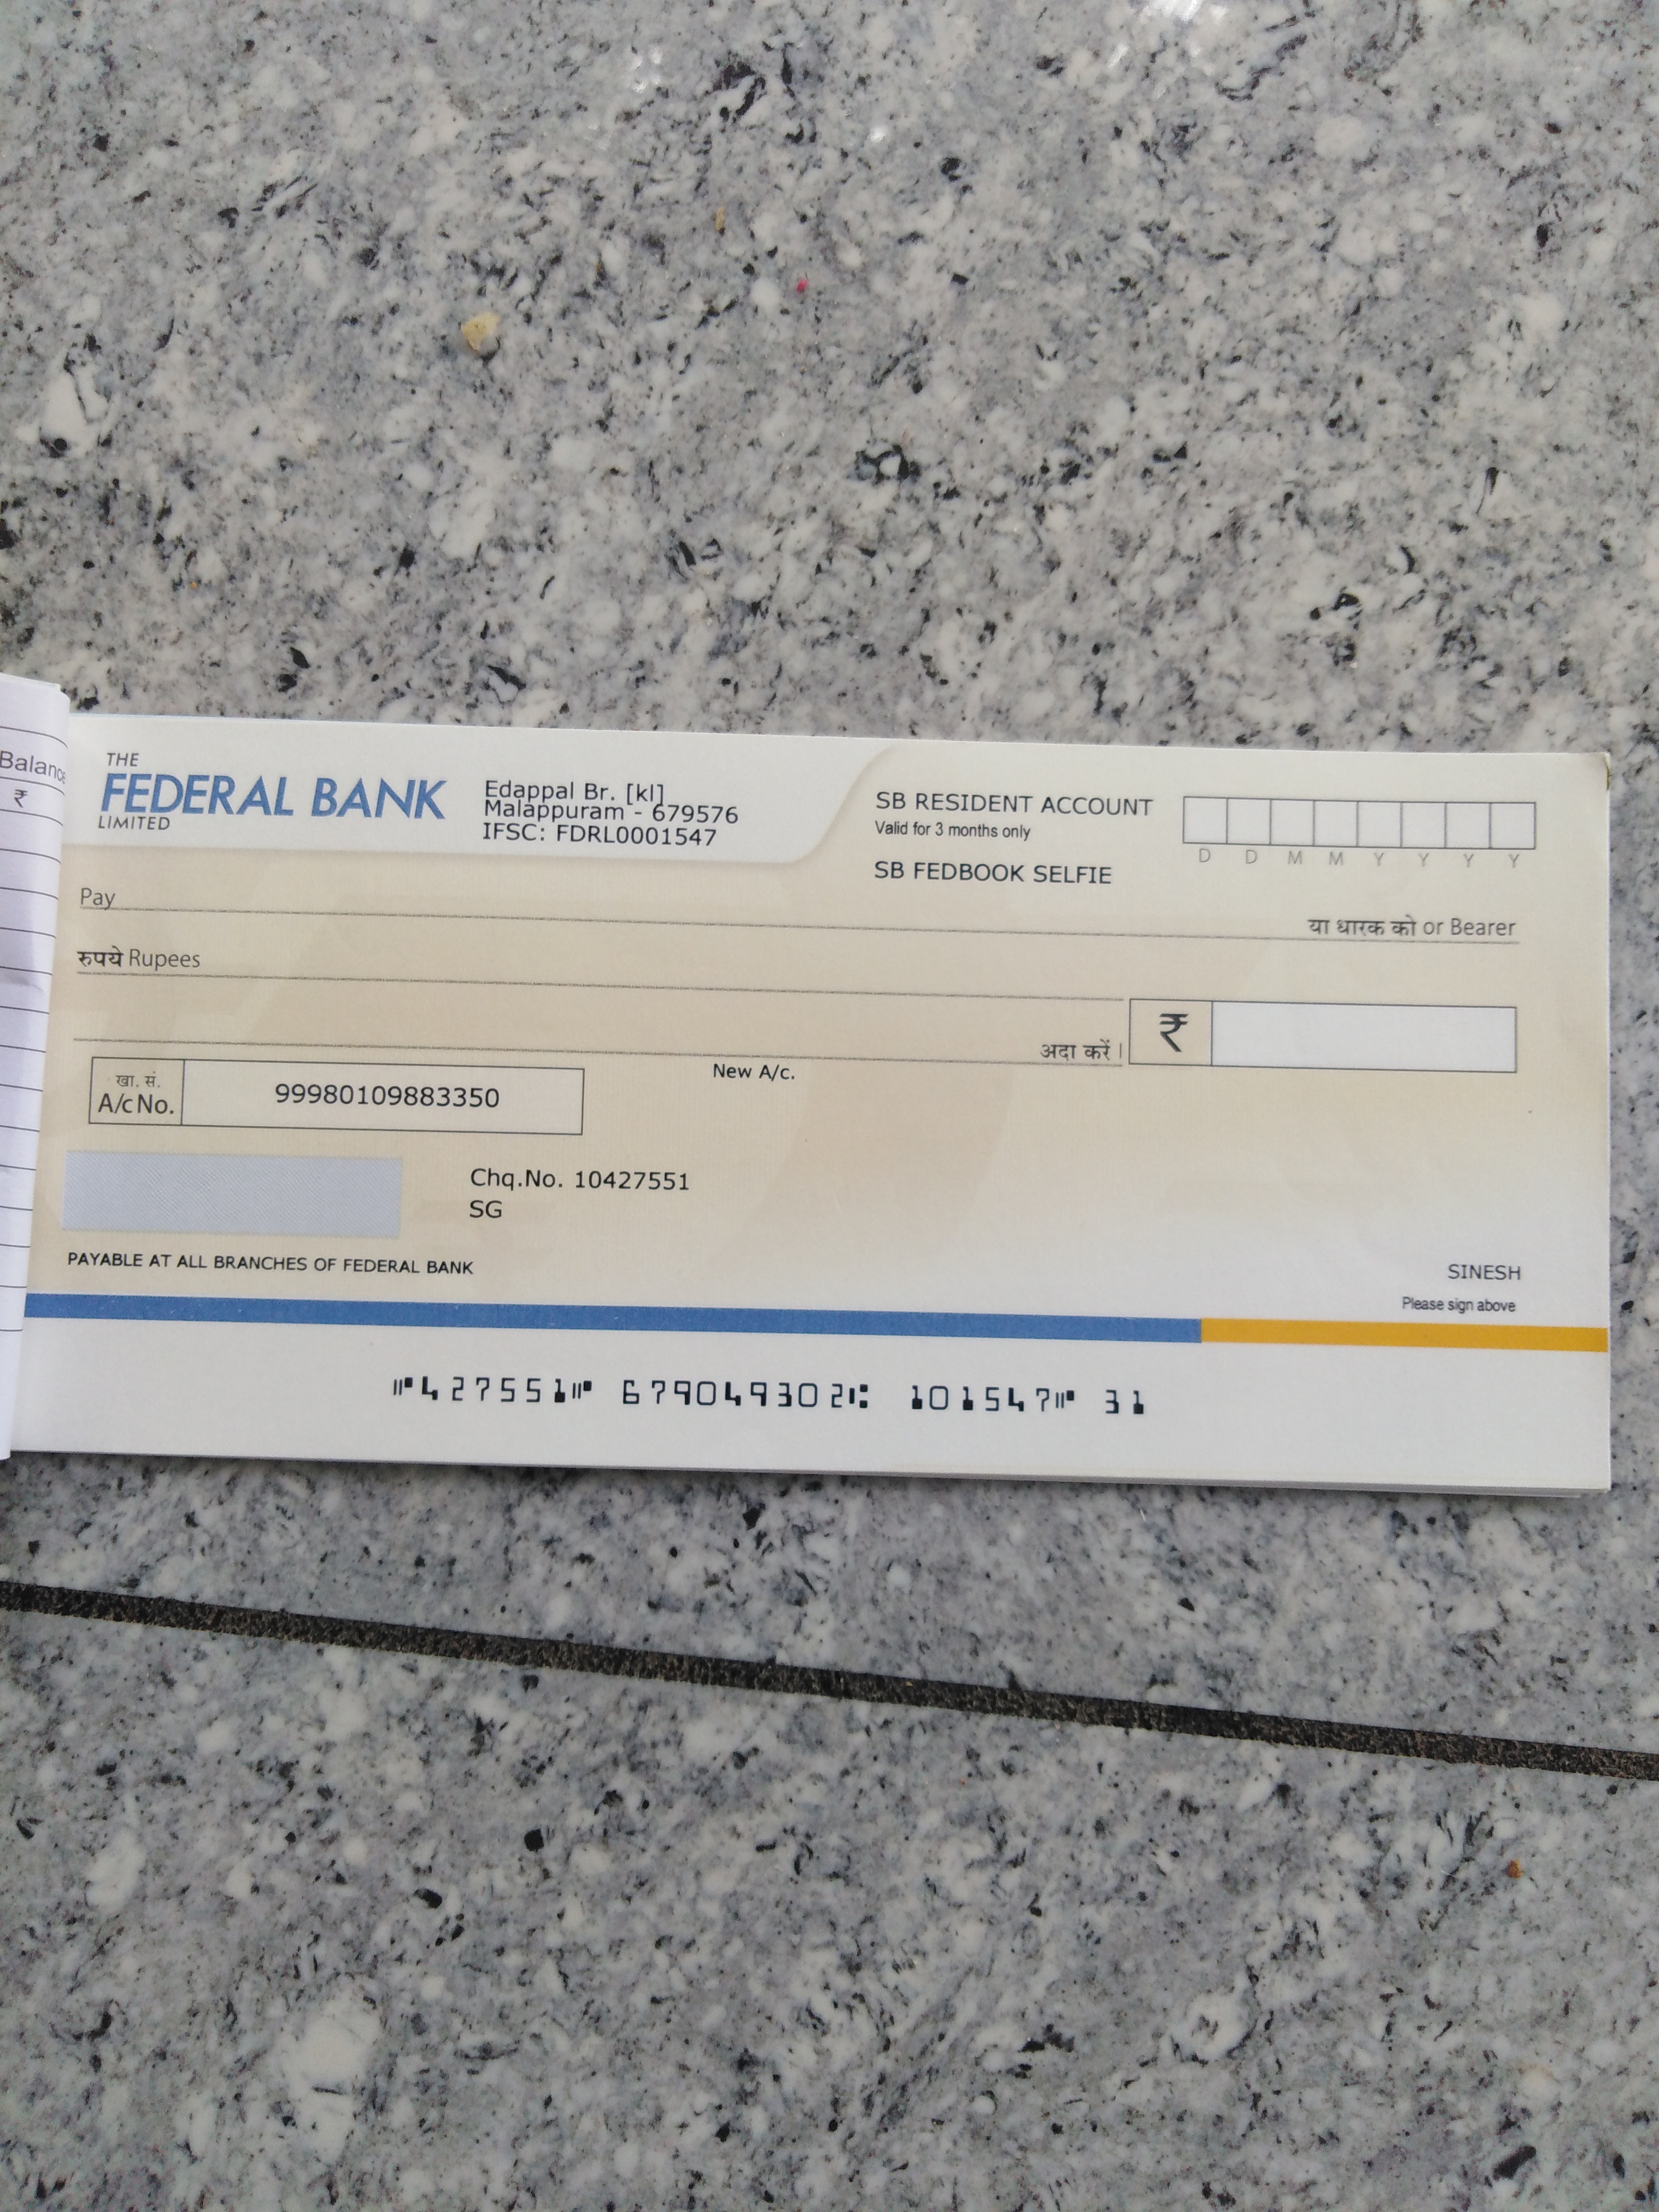 Balance
₹
THE
FEDERAL BANK
LIMITED
Edappal Br. [kl]
Malappuram - 679576
IFSC: FDRL0001547
SB RESIDENT ACCOUNT
Valid for 3 months only
SB FEDBOOK SELFIE
D D M M Y Y Y Y
Pay
या धारक को or Bearer
रुपये Rupees
अदा करें। ₹
खा. सं.
A/c No. 99980109883350
New A/c.
Chq.No. 10427551
SG
PAYABLE AT ALL BRANCHES OF FEDERAL BANK
SINESH
Please sign above
⑈427551⑈ 679049302⑆ 101547⑈ 31